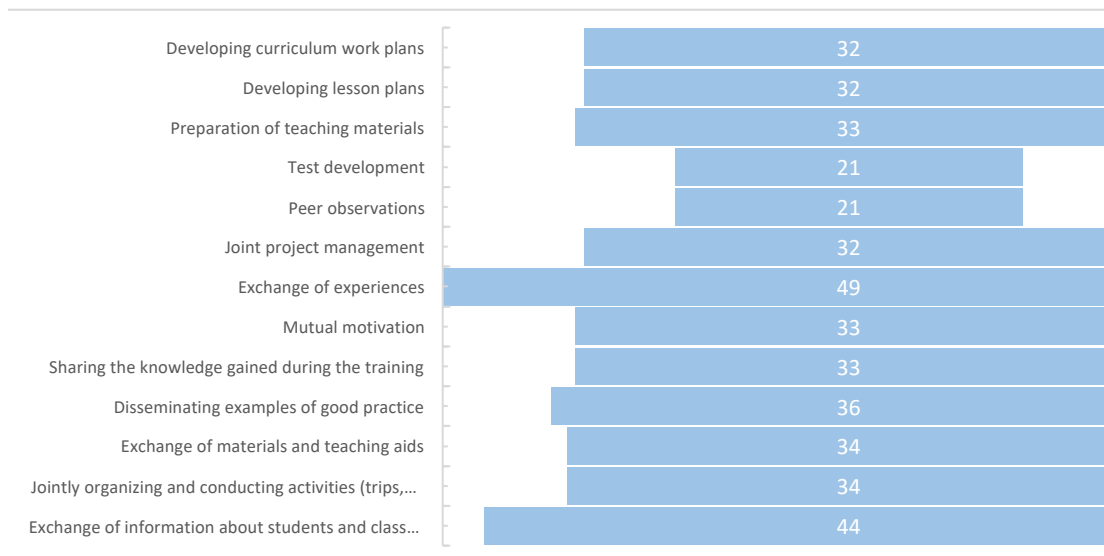 Developing curriculum work plans 32
Developing lesson plans 32
Preparation of teaching materials 33
Test development 21
Peer observations 21
Joint project management 32
Exchange of experiences 49
Mutual motivation 33
Sharing the knowledge gained during the training 33
Disseminating examples of good practice 36
Exchange of materials and teaching aids 34
Jointly organizing and conducting activities (trips,… 34
Exchange of information about students and class… 44